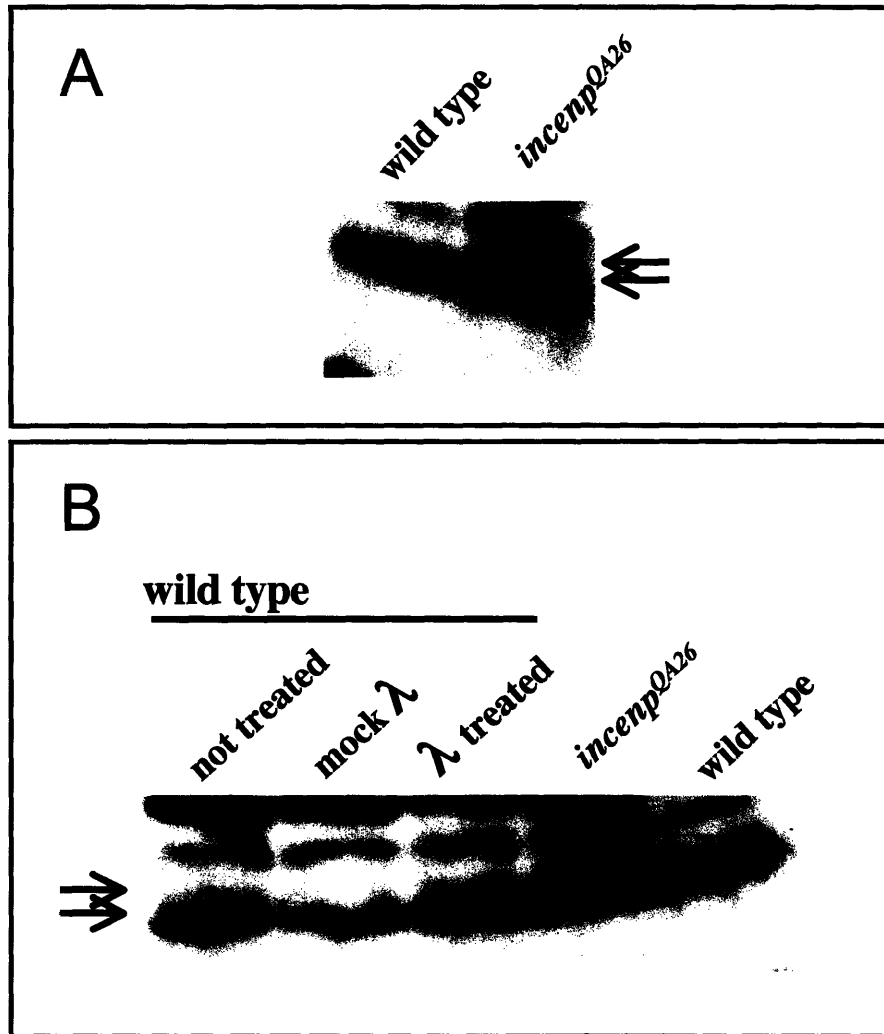 A
wild type
incenpQA26
B
wild type
not treated
mock λ
λ treated
incenpQA26
wild type